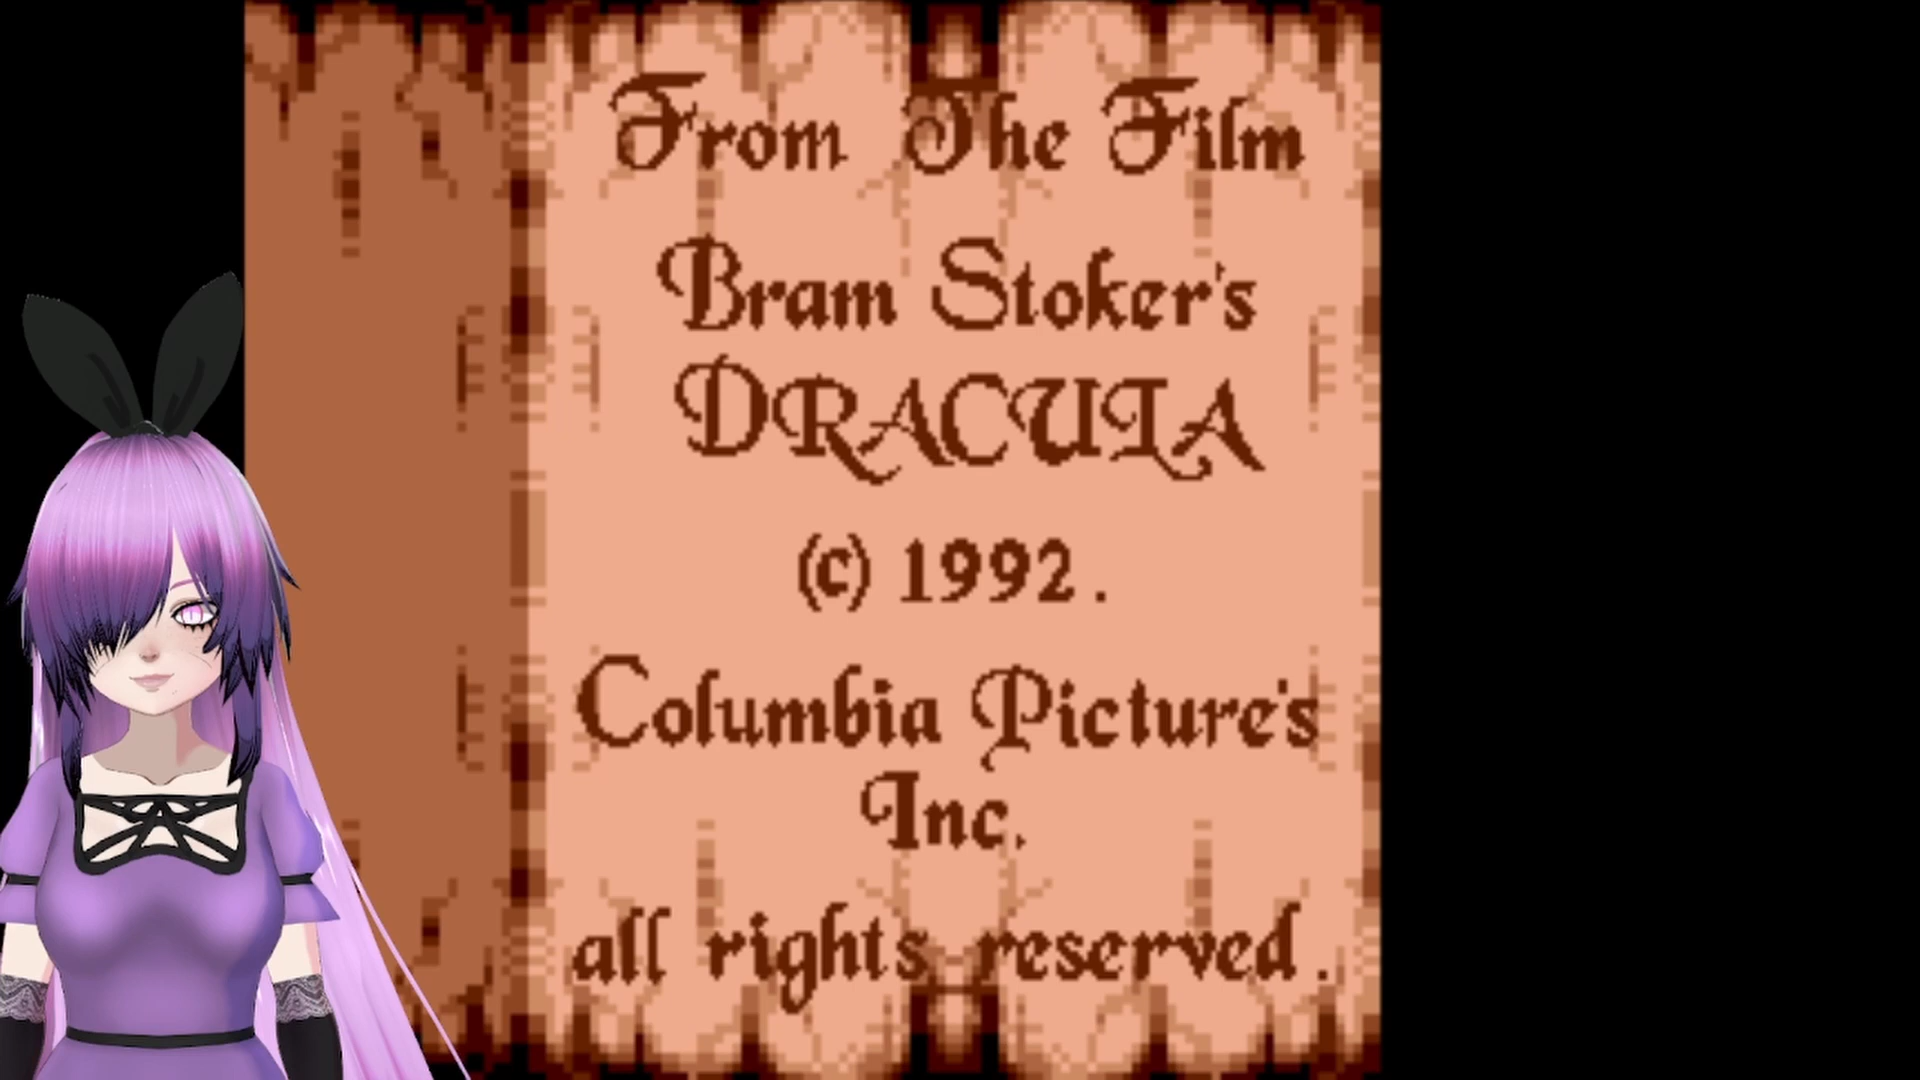 From The Film
Bram Stoker's
DRACULA
(c) 1992.
Columbia Picture's
Inc.
all rights reserved.